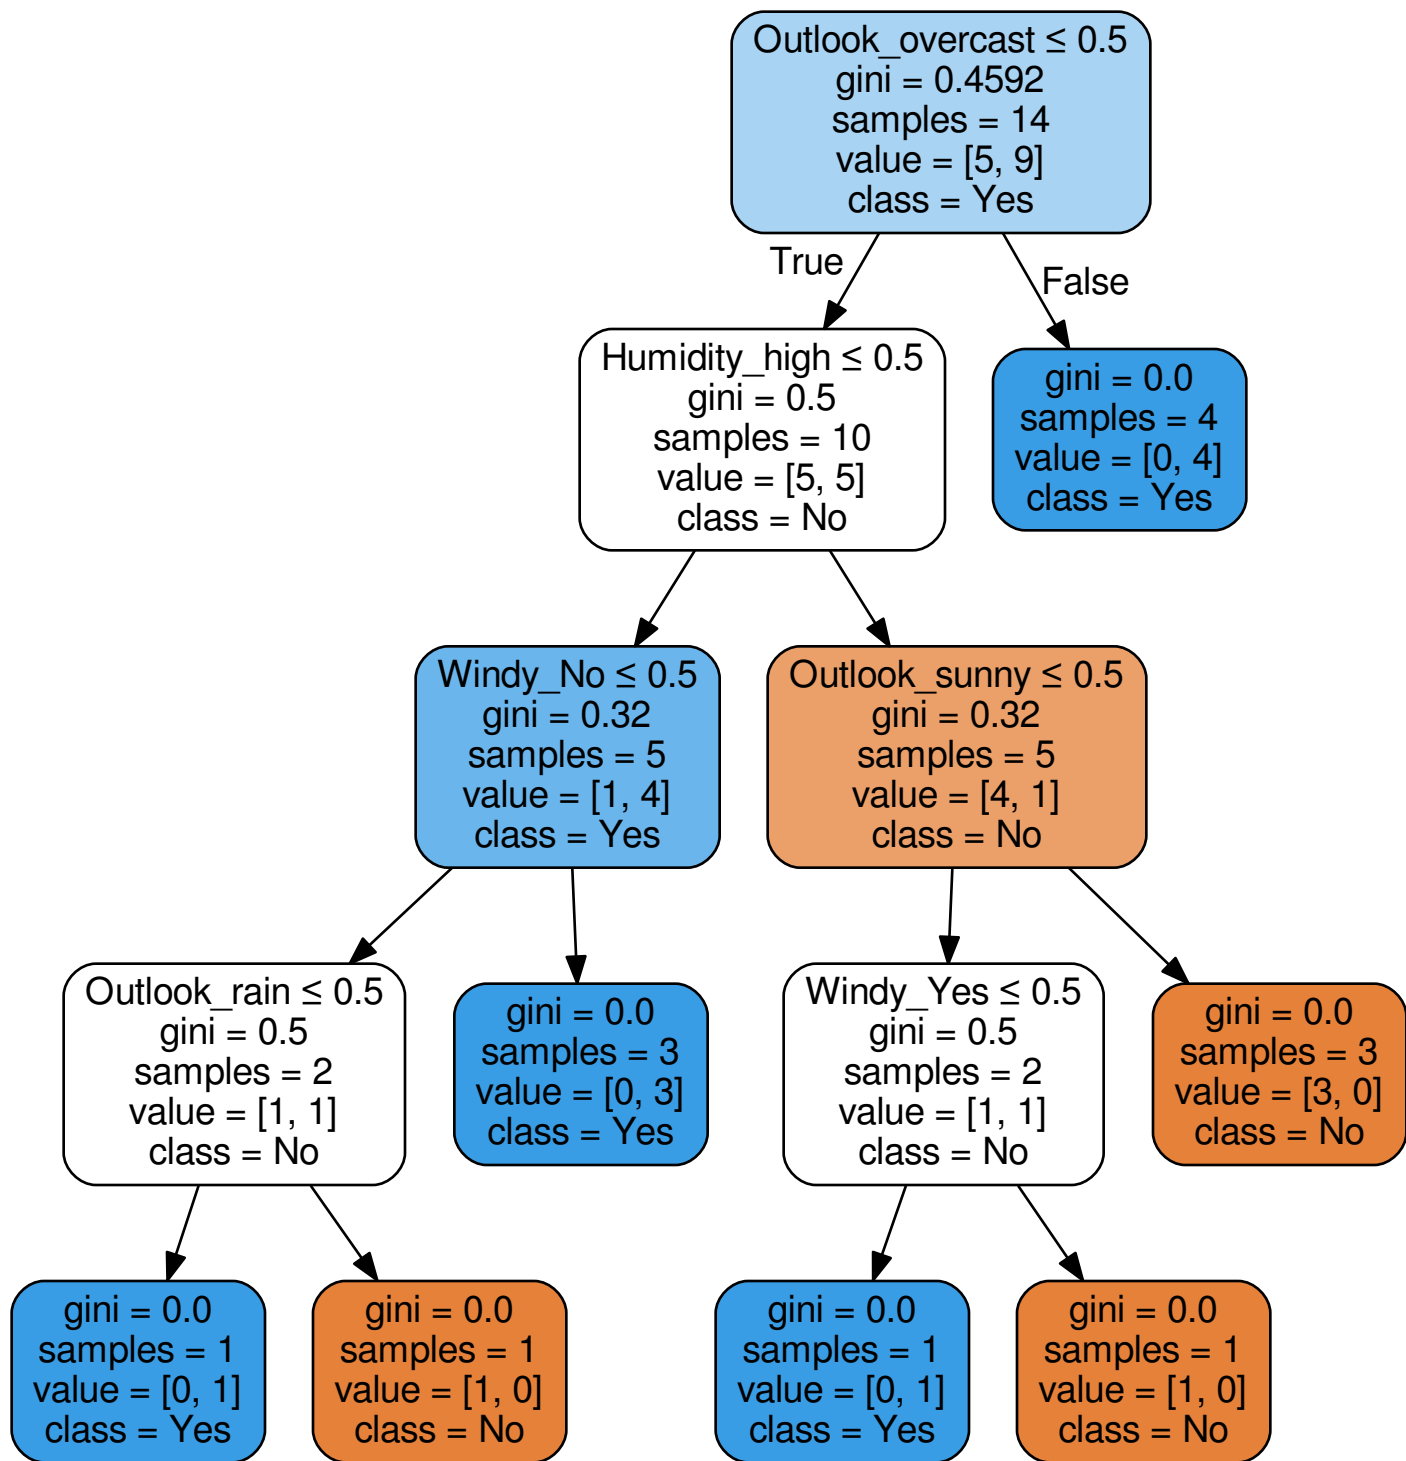 Outlook_overcast ≤ 0.5
gini = 0.4592
samples = 14
value = [5, 9]
class = Yes
True
False
Humidity_high ≤ 0.5
gini = 0.5
samples = 10
value = [5, 5]
class = No
gini = 0.0
samples = 4
value = [0, 4]
class = Yes
Windy_No ≤ 0.5
gini = 0.32
samples = 5
value = [1, 4]
class = Yes
Outlook_sunny ≤ 0.5
gini = 0.32
samples = 5
value = [4, 1]
class = No
Outlook_rain ≤ 0.5
gini = 0.5
samples = 2
value = [1, 1]
class = No
gini = 0.0
samples = 3
value = [0, 3]
class = Yes
Windy_Yes ≤ 0.5
gini = 0.5
samples = 2
value = [1, 1]
class = No
gini = 0.0
samples = 3
value = [3, 0]
class = No
gini = 0.0
samples = 1
value = [0, 1]
class = Yes
gini = 0.0
samples = 1
value = [1, 0]
class = No
gini = 0.0
samples = 1
value = [0, 1]
class = Yes
gini = 0.0
samples = 1
value = [1, 0]
class = No